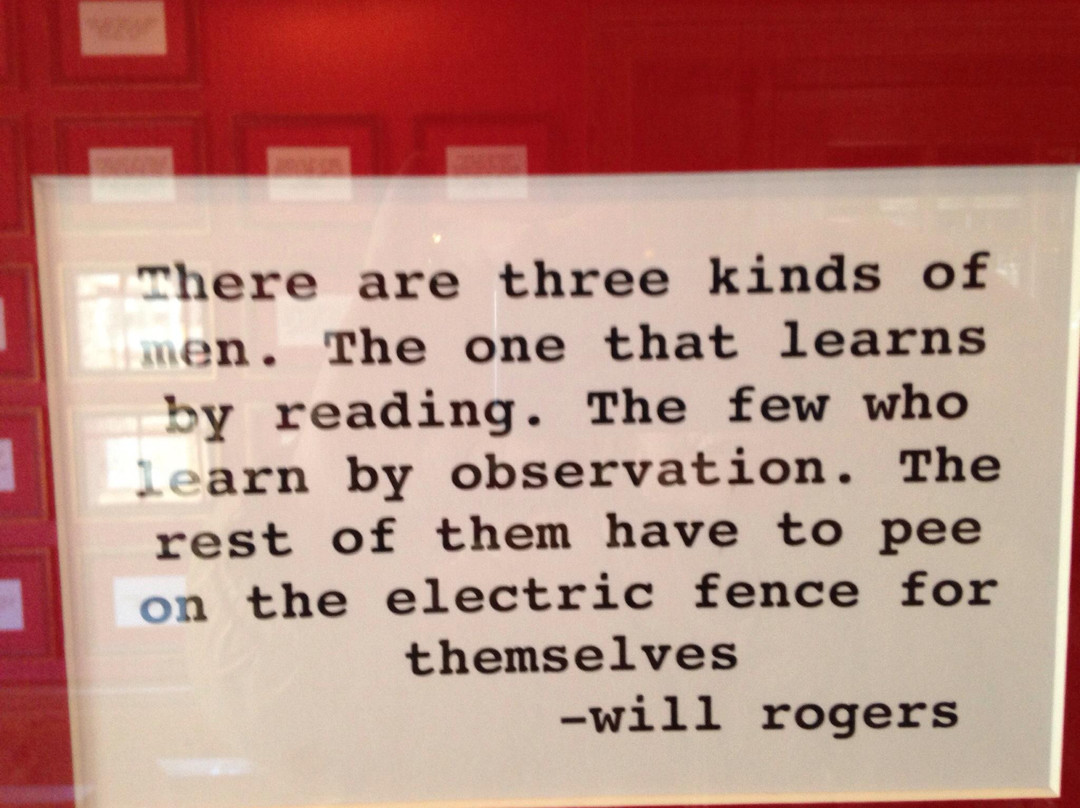 There are three kinds of
men. The one that learns
by reading. The few who
learn by observation. The
rest of them have to pee
on the electric fence for
themselves
-will rogers